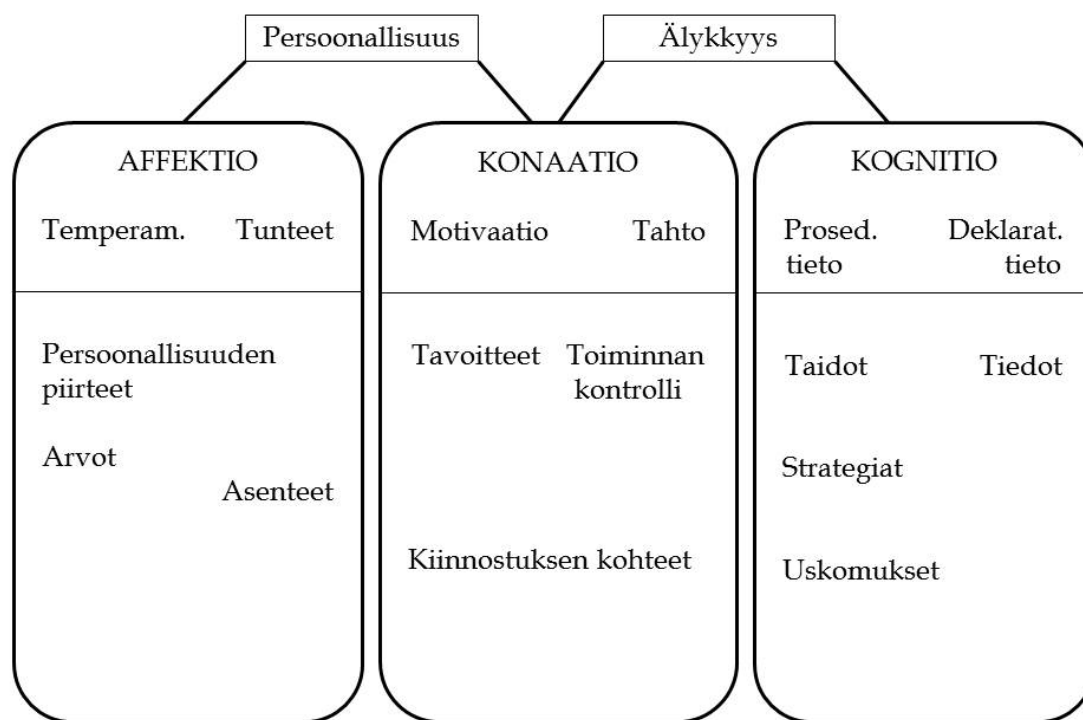 Persoonallisuus
Älykkyys
AFFEKTIO
Temperam. Tunteet
Persoonallisuuden
piirteet
Arvot
Asenteet
KONAATIO
Motivaatio Tahto
Tavoitteet Toiminnan
kontrolli
Kiinnostuksen kohteet
KOGNITIO
Prosed. Deklarat.
tieto tieto
Taidot Tiedot
Strategiat
Uskomukset